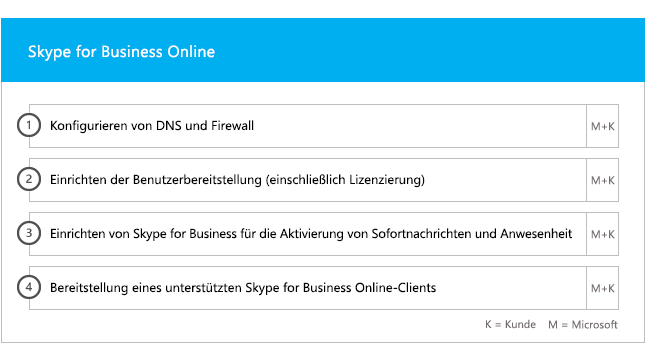 Skype for Business Online
1 Konfigurieren von DNS und Firewall M+K
2 Einrichten der Benutzerbereitstellung (einschließlich Lizenzierung) M+K
3 Einrichten von Skype for Business für die Aktivierung von Sofortnachrichten und Anwesenheit M+K
4 Bereitstellung eines unterstützten Skype for Business Online-Clients M+K
K = Kunde M = Microsoft